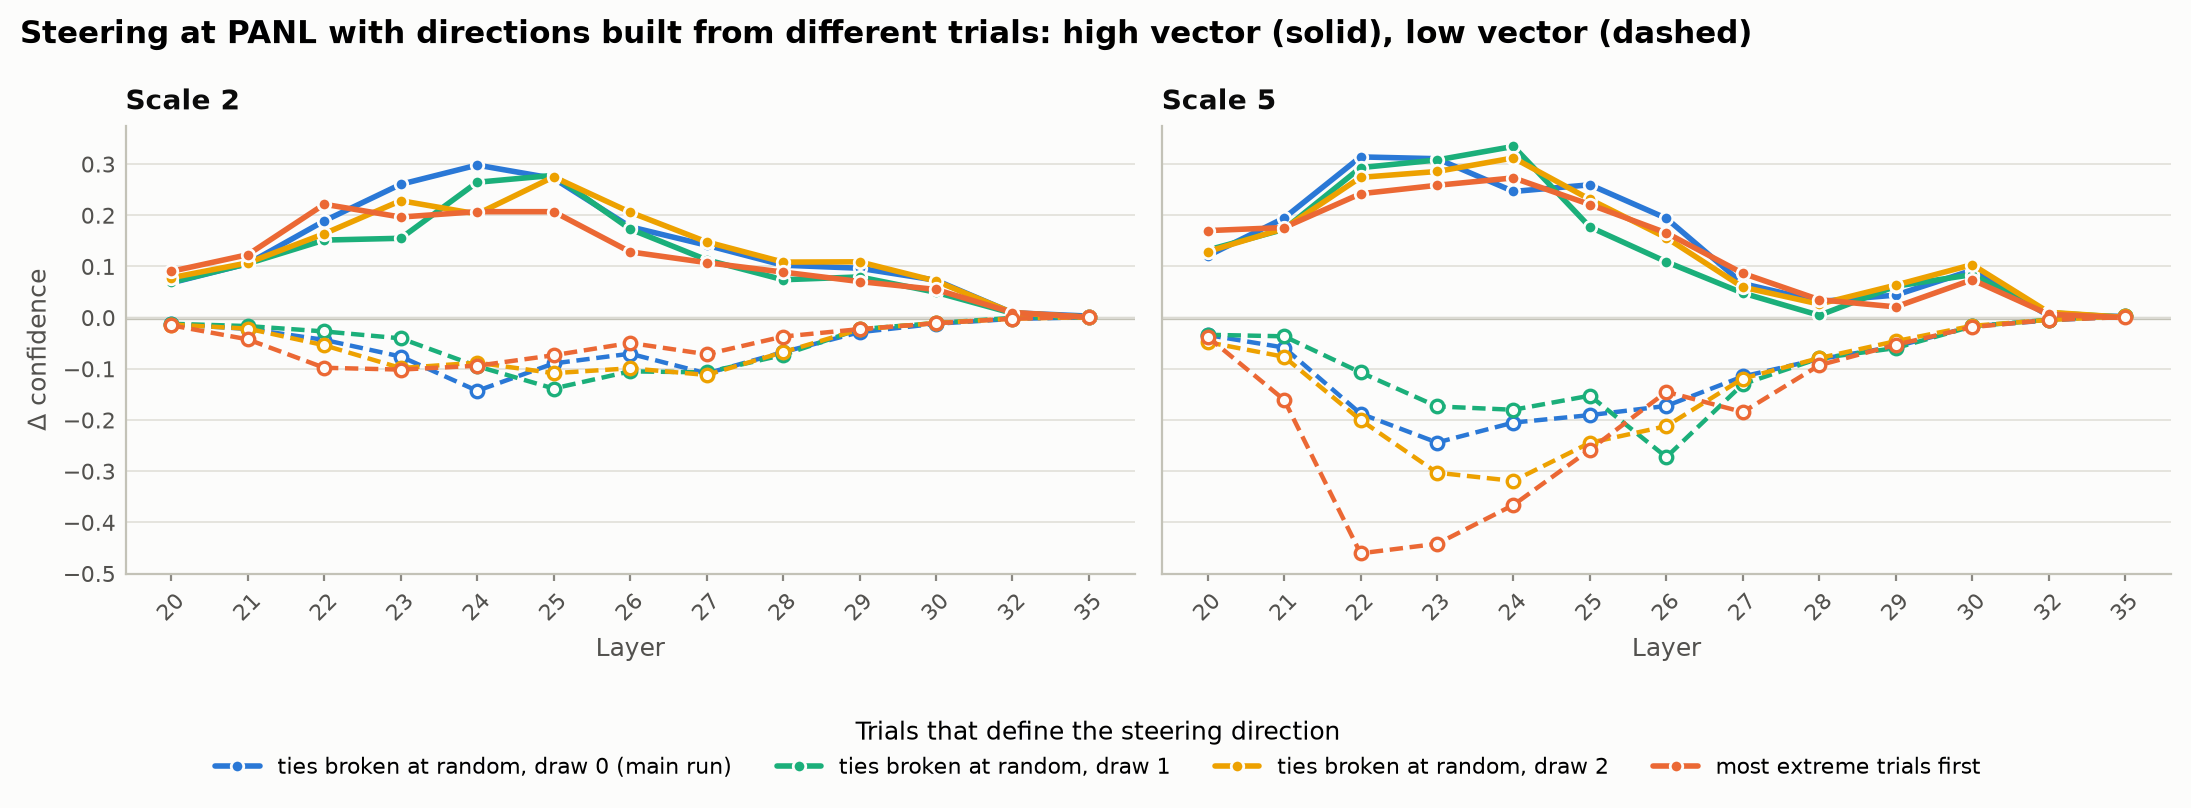 Steering at PANL with directions built from different trials: high vector (solid), low vector (dashed)
Scale 2
Scale 5
Δ confidence
0.3
0.2
0.1
0.0
−0.1
−0.2
−0.3
−0.4
−0.5
20 21 22 23 24 25 26 27 28 29 30 32 35
20 21 22 23 24 25 26 27 28 29 30 32 35
Layer
Layer
Trials that define the steering direction
ties broken at random, draw 0 (main run) ties broken at random, draw 1 ties broken at random, draw 2 most extreme trials first